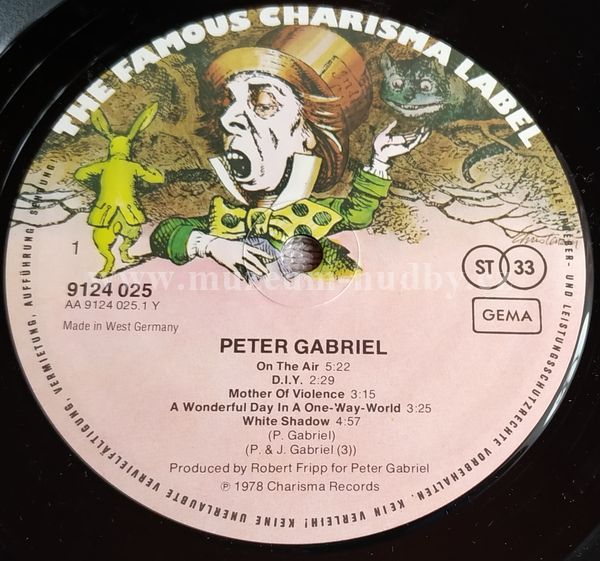 THE FAMOUS CHARISMA LABEL
1
9124 025
AA 9124 025.1 Y
Made in West Germany
ST 33
GEMA
PETER GABRIEL
On The Air 5:22
D.I.Y. 2:29
Mother Of Violence 3:15
A Wonderful Day In A One-Way-World 3:25
White Shadow 4:57
(P. Gabriel)
(P. & J. Gabriel (3))
Produced by Robert Fripp for Peter Gabriel
℗ 1978 Charisma Records
URHEBER- UND LEISTUNGSSCHUTZRECHTE VORBEHALTEN. KEIN VERLEIH! KEINE UNERLAUBTE VERVIELFÄLTIGUNG, VERMIETUNG, AUFFÜHRUNG, SENDUNG